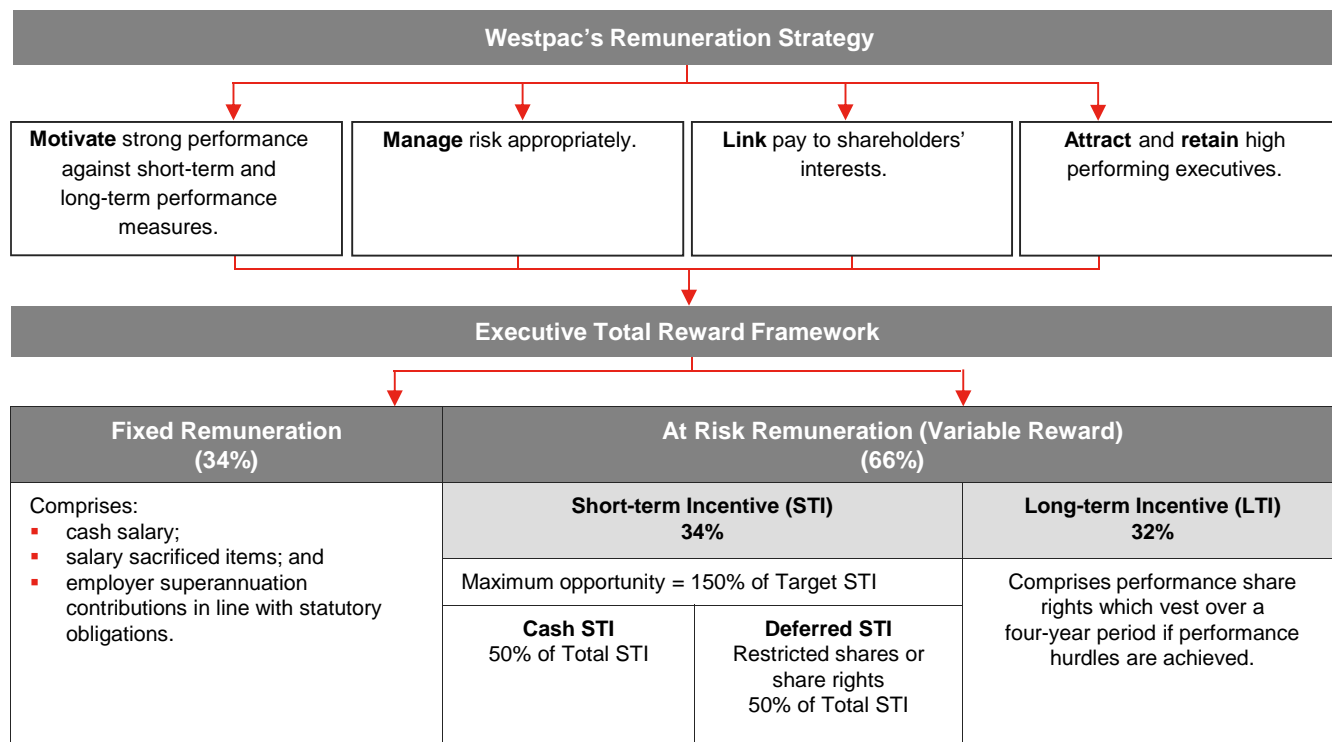 Westpac's Remuneration Strategy
Motivate strong performance
against short-term and
long-term performance
measures.
Manage risk appropriately.
Link pay to shareholders'
interests.
Attract and retain high
performing executives.
Executive Total Reward Framework
Fixed Remuneration
(34%)
At Risk Remuneration (Variable Reward)
(66%)
Comprises:
▪ cash salary;
▪ salary sacrificed items; and
▪ employer superannuation
contributions in line with statutory
obligations.
Short-term Incentive (STI)
34%
Maximum opportunity = 150% of Target STI
Cash STI
50% of Total STI
Deferred STI
Restricted shares or
share rights
50% of Total STI
Long-term Incentive (LTI)
32%
Comprises performance share
rights which vest over a
four-year period if performance
hurdles are achieved.